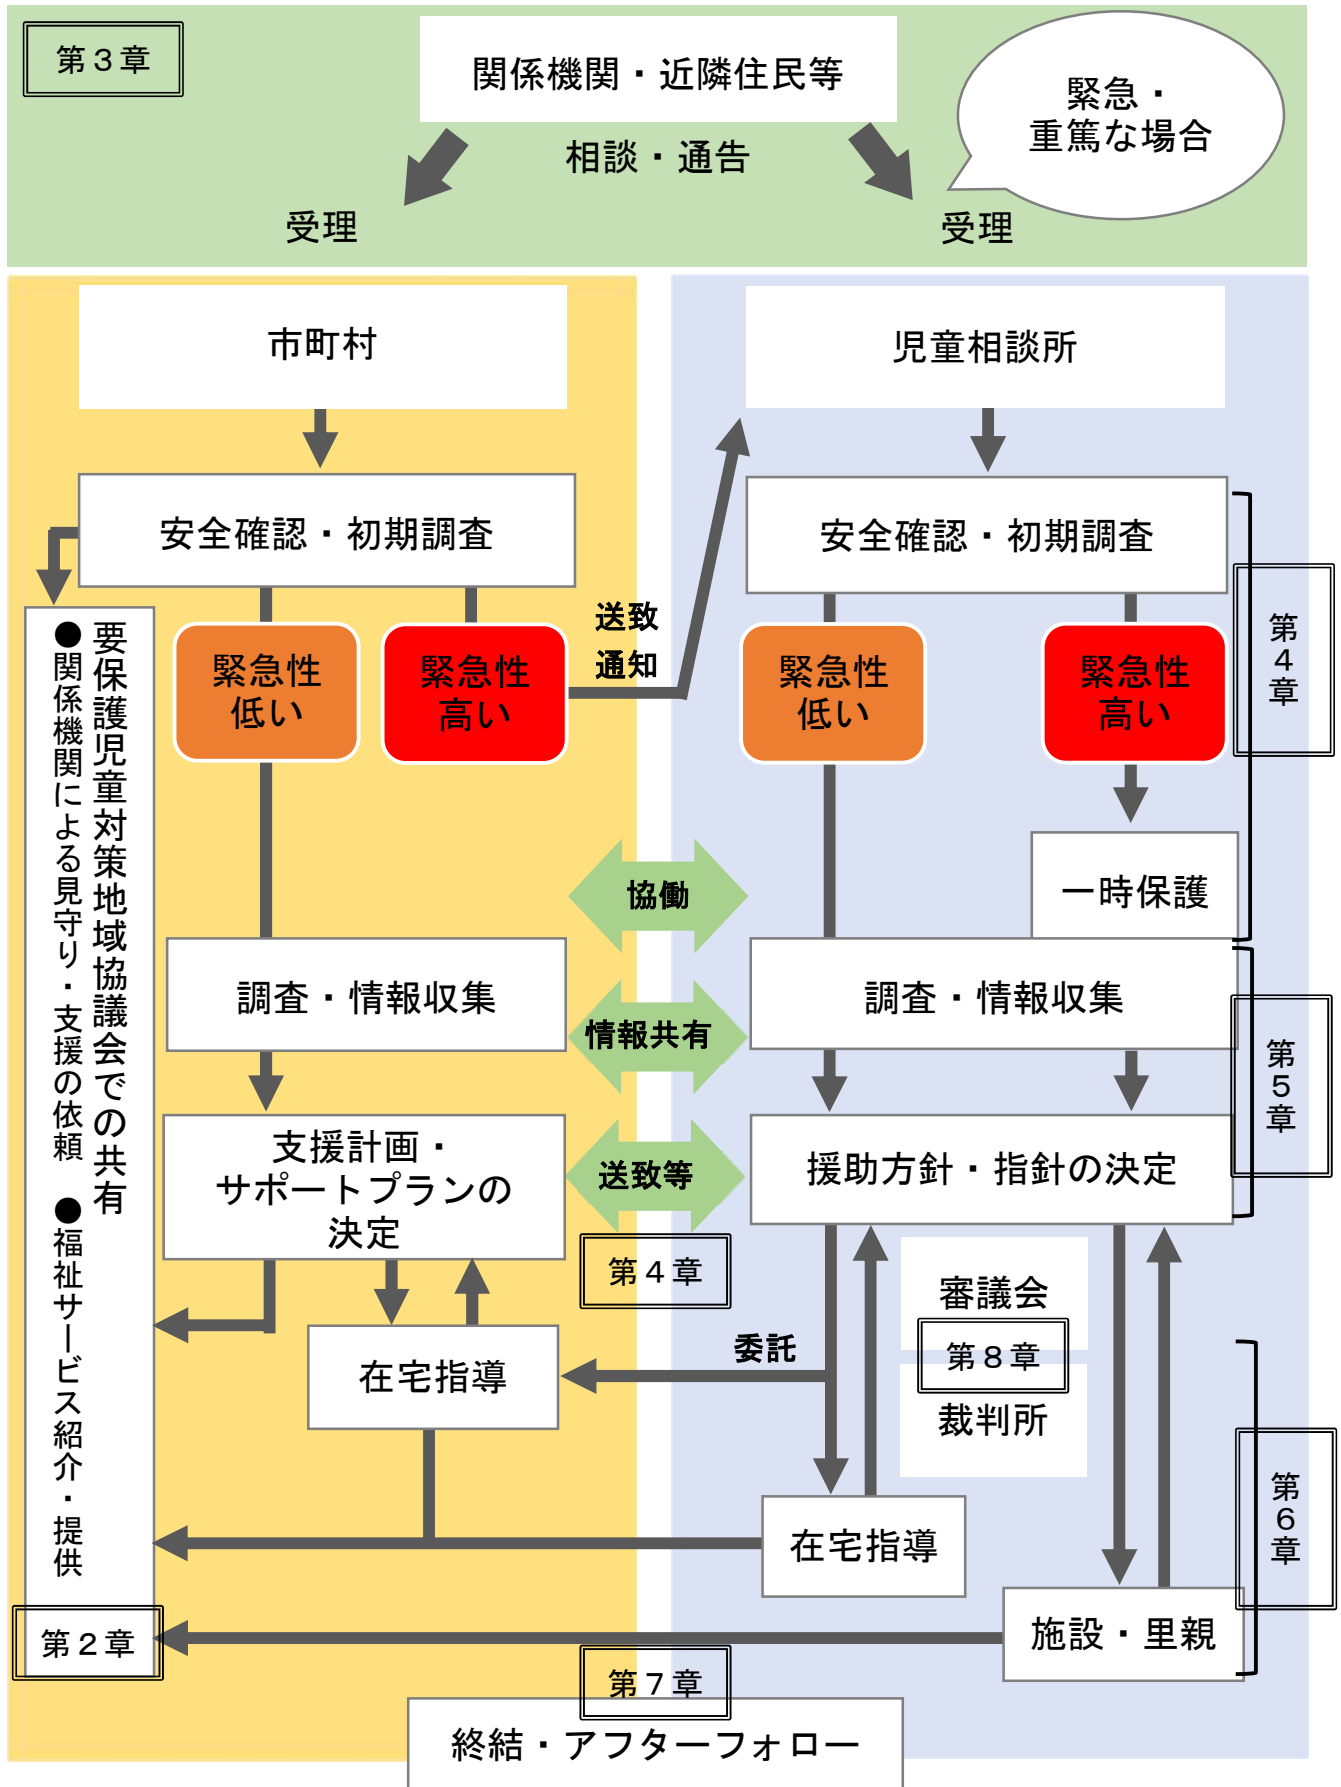 第３章
関係機関・近隣住民等
緊急・
重篤な場合
相談・通告
受理
受理
市町村
児童相談所
安全確認・初期調査
安全確認・初期調査
送致
通知
緊急性
低い
緊急性
高い
緊急性
低い
緊急性
高い
第４章
要保護児童対策地域協議会での共有
●関係機関による見守り・支援の依頼　●福祉サービス紹介・提供
協働
一時保護
調査・情報収集
情報共有
調査・情報収集
第５章
支援計画・
サポートプランの
決定
送致等
援助方針・指針の決定
第４章
審議会
第８章
裁判所
委託
在宅指導
在宅指導
第６章
施設・里親
第２章
第７章
終結・アフターフォロー